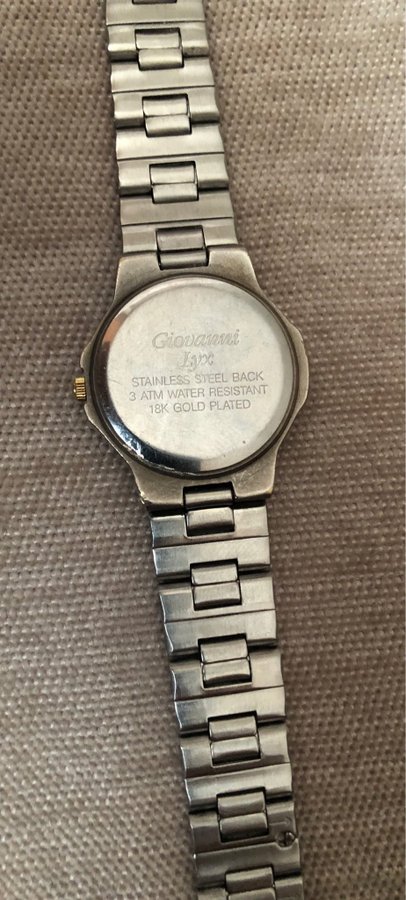 Giovanni
Lyx
STAINLESS STEEL BACK
3 ATM WATER RESISTANT
18K GOLD PLATED